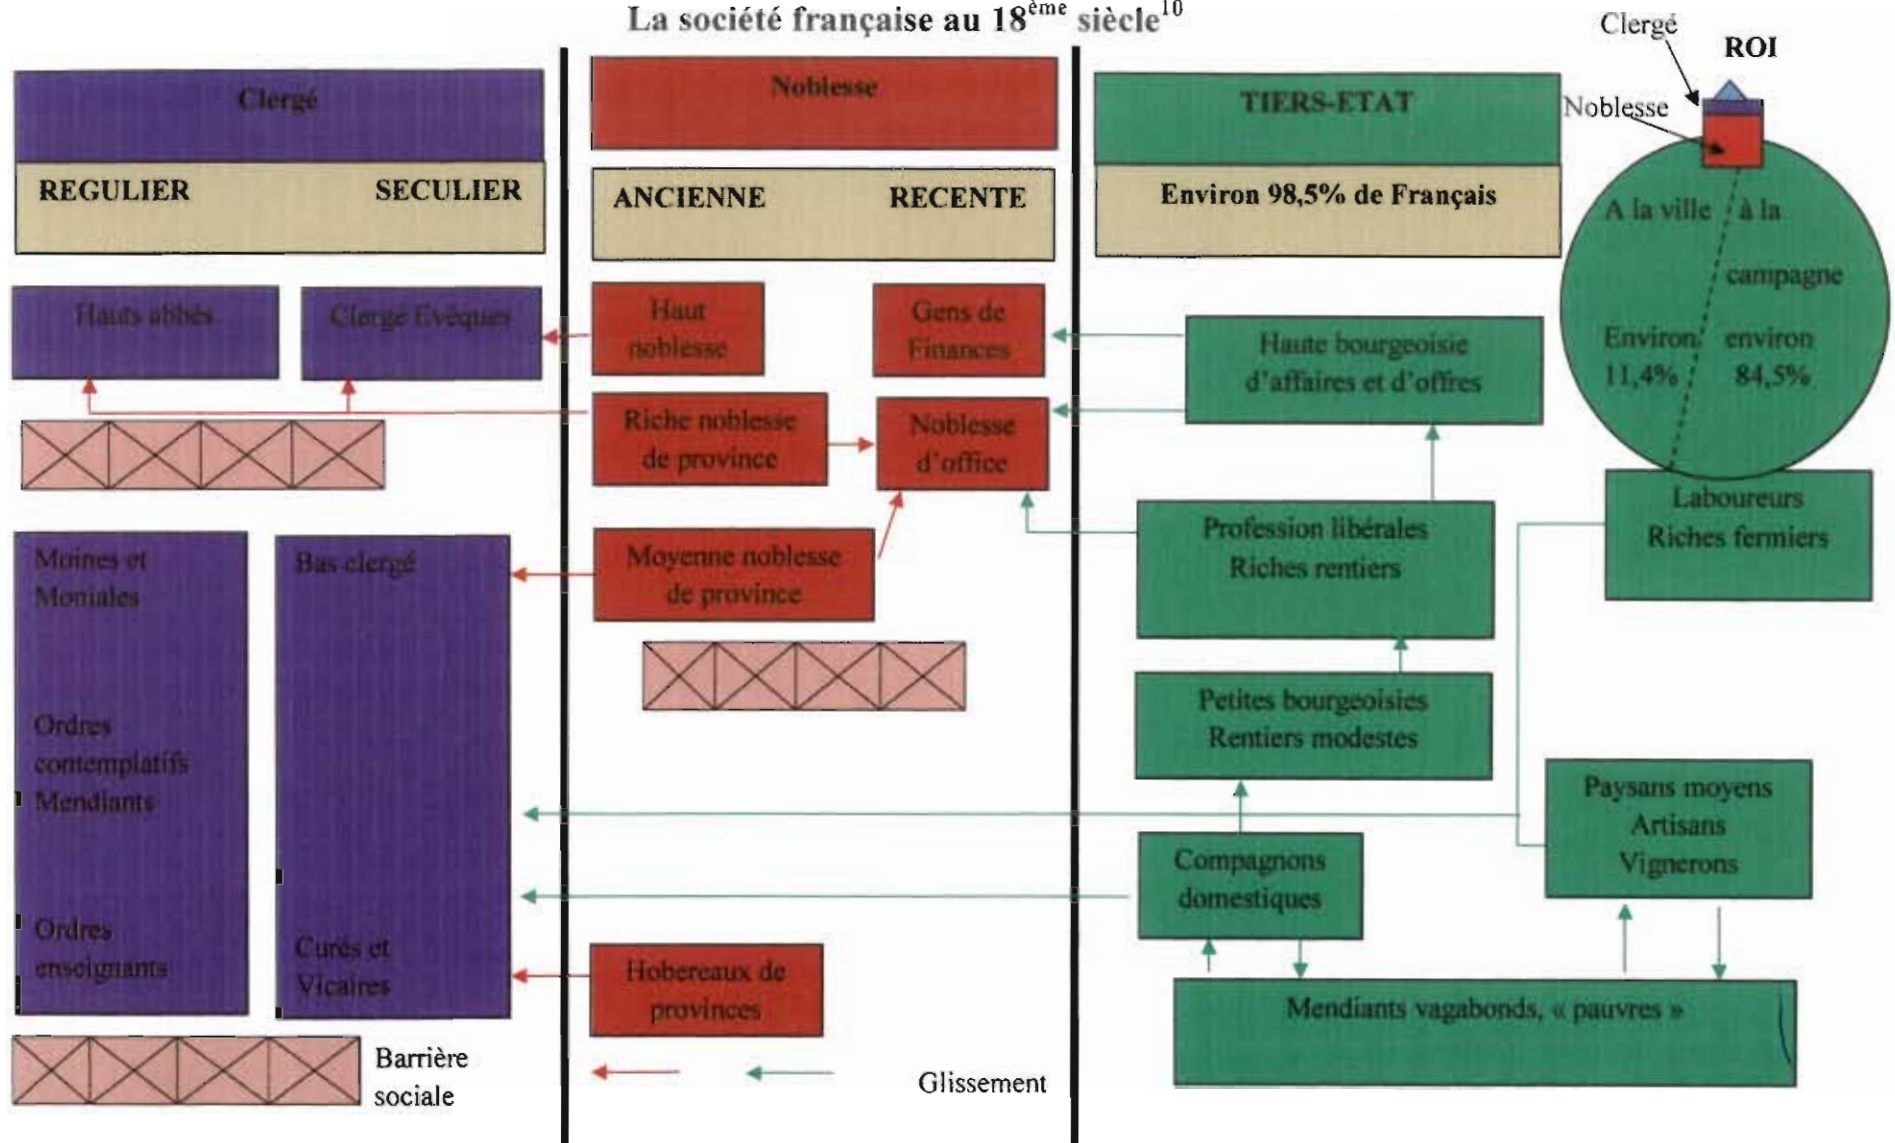 La société française au 18ème siècle10
Clergé
REGULIER SECULIER
Hauts abbés
Clergé Evêques
Moines et
Moniales
Ordres
contemplatifs
Mendiants
Ordres
enseignants
Bas clergé
Curés et
Vicaires
Barrière
sociale
Noblesse
ANCIENNE RECENTE
Haut
noblesse
Gens de
Finances
Riche noblesse
de province
Noblesse
d'office
Moyenne noblesse
de province
Hobereaux de
provinces
Glissement
TIERS-ETAT
Environ 98,5% de Français
Haute bourgeoisie
d'affaires et d'offres
Profession libérales
Riches rentiers
Petites bourgeoisies
Rentiers modestes
Compagnons
domestiques
Mendiants vagabonds, « pauvres »
Clergé
ROI
Noblesse
A la ville à la
campagne
Environ environ
11,4% 84,5%
Laboureurs
Riches fermiers
Paysans moyens
Artisans
Vignerons